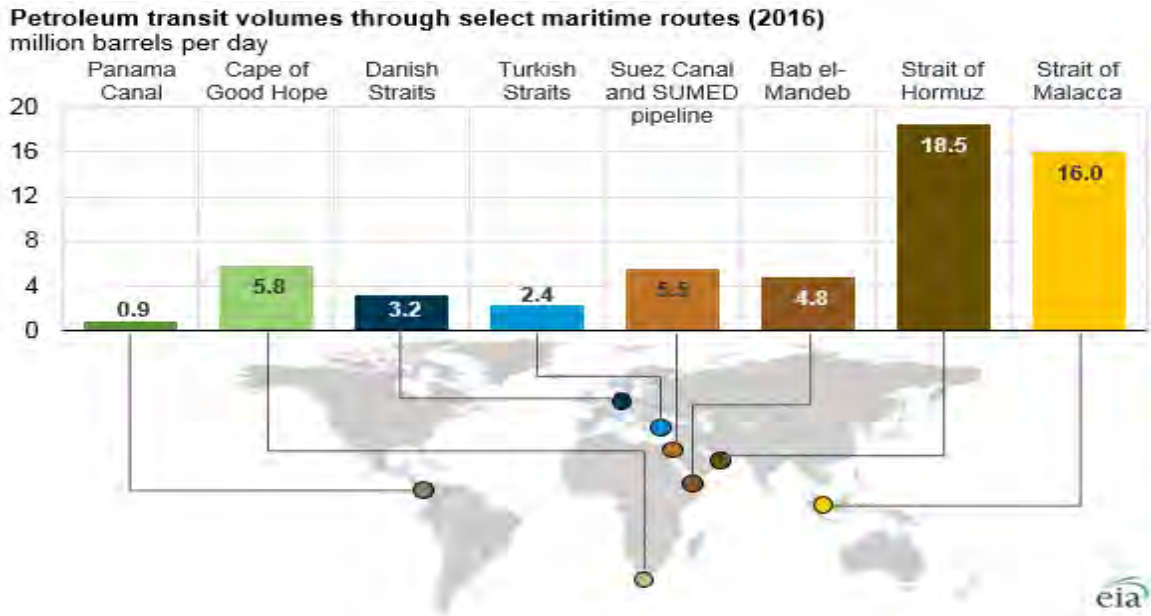 Petroleum transit volumes through select maritime routes (2016)
million barrels per day
Panama Canal
Cape of Good Hope
Danish Straits
Turkish Straits
Suez Canal and SUMED pipeline
Bab el-Mandeb
Strait of Hormuz
Strait of Malacca
20
16
12
8
4
0
0.9
5.8
3.2
2.4
5.5
4.8
18.5
16.0
eia